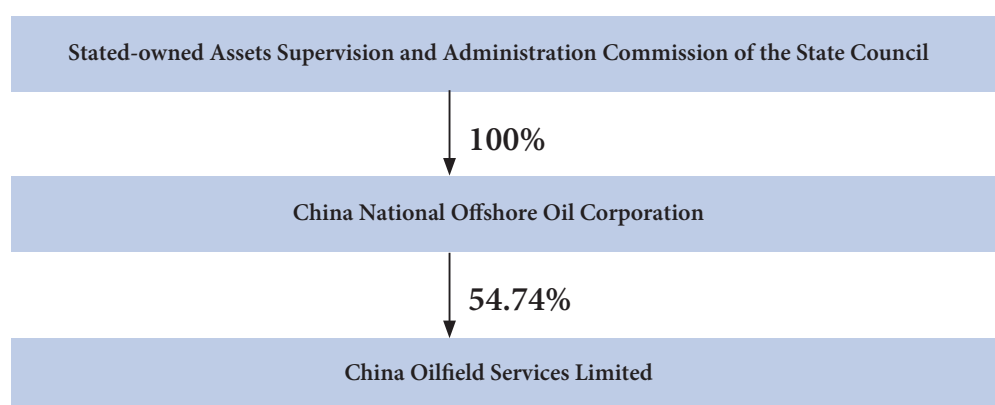 Stated-owned Assets Supervision and Administration Commission of the State Council
100%
China National Offshore Oil Corporation
54.74%
China Oilfield Services Limited